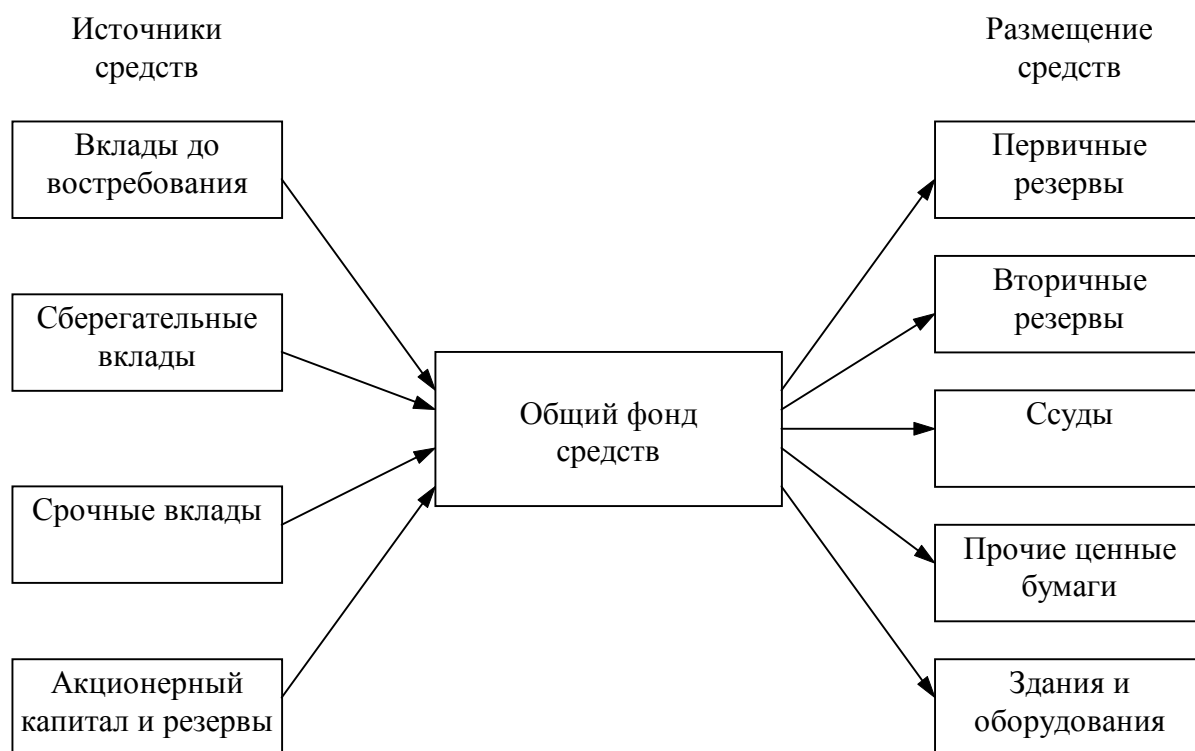 Источники
средств
Размещение
средств
Вклады до
востребования
Сберегательные
вклады
Срочные вклады
Акционерный
капитал и резервы
Общий фонд
средств
Первичные
резервы
Вторичные
резервы
Ссуды
Прочие ценные
бумаги
Здания и
оборудования